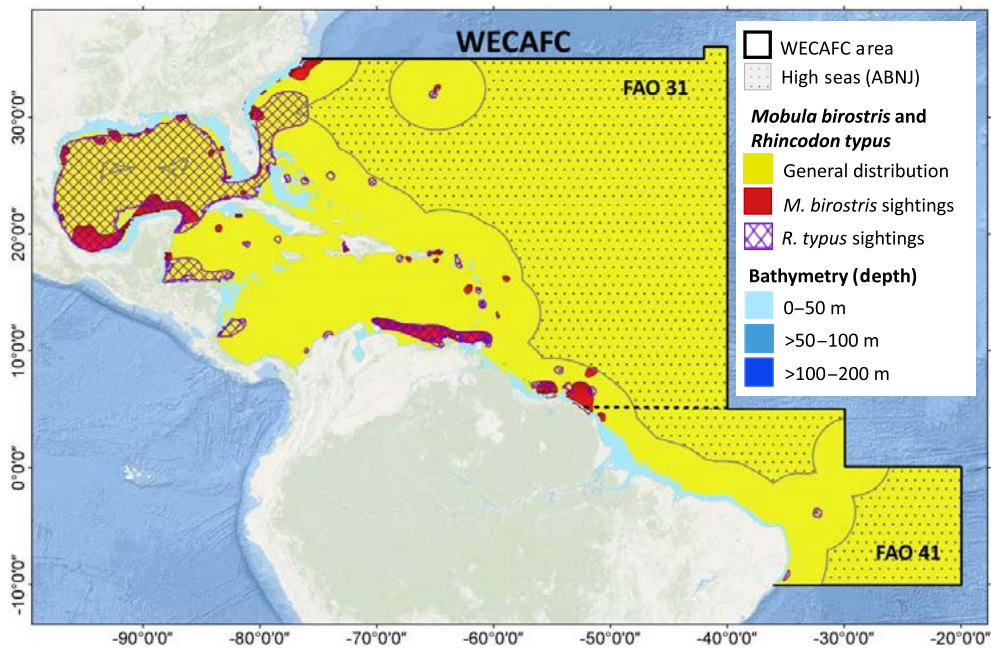 WECAFC
FAO 31
FAO 41
WECAFC area
High seas (ABNJ)
Mobula birostris and
Rhincodon typus
General distribution
M. birostris sightings
R. typus sightings
Bathymetry (depth)
0–50 m
>50–100 m
>100–200 m
30°0'0"
20°0'0"
10°0'0"
0°0'0"
-10°0'0"
-90°0'0"
-80°0'0"
-70°0'0"
-60°0'0"
-50°0'0"
-40°0'0"
-30°0'0"
-20°0'0"